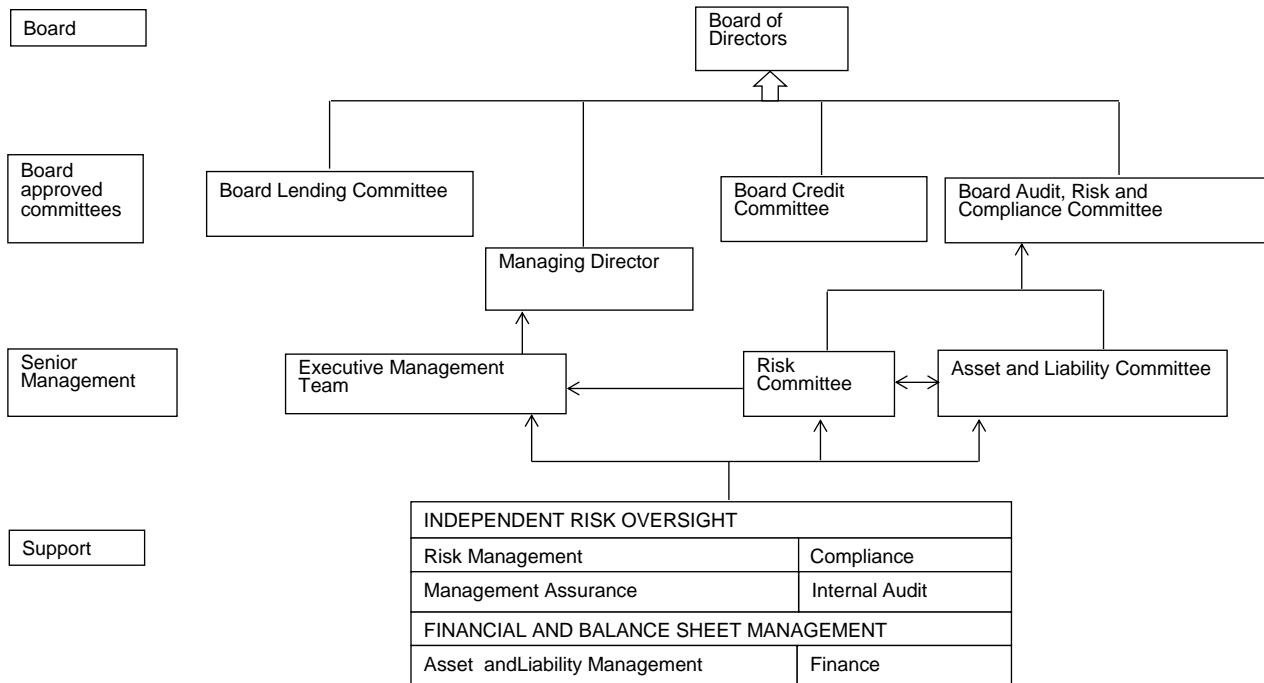 Board
Board of
Directors
Board
approved
committees
Board Lending Committee
Board Credit
Committee
Board Audit, Risk and
Compliance Committee
Managing Director
Senior
Management
Executive Management
Team
Risk
Committee
Asset and Liability Committee
Support
INDEPENDENT RISK OVERSIGHT
Risk Management
Compliance
Management Assurance
Internal Audit
FINANCIAL AND BALANCE SHEET MANAGEMENT
Asset andLiability Management
Finance